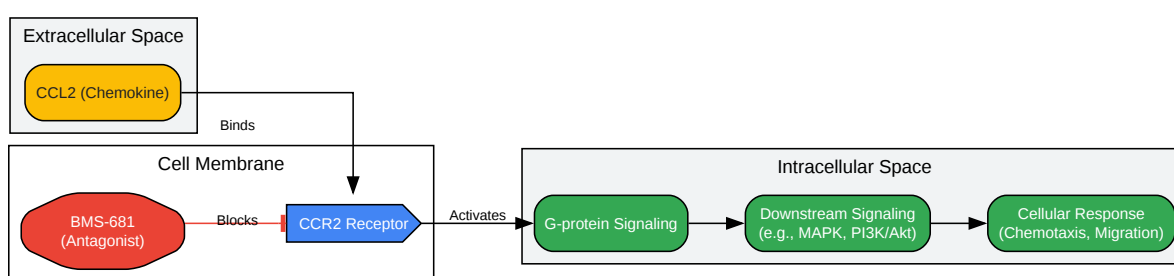 Extracellular Space
CCL2 (Chemokine)
Binds
Cell Membrane
BMS-681
(Antagonist)
Blocks
CCR2 Receptor
Activates
Intracellular Space
G-protein Signaling
Downstream Signaling
(e.g., MAPK, PI3K/Akt)
Cellular Response
(Chemotaxis, Migration)